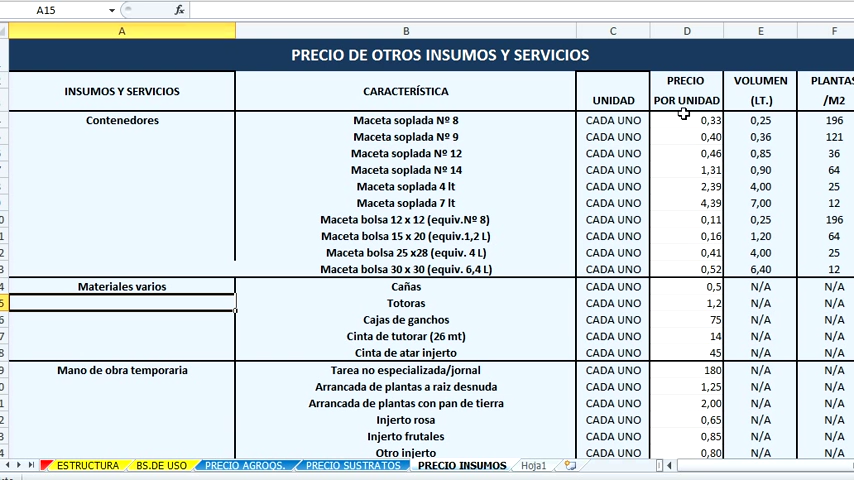 A15 fx
A B C D E F
PRECIO DE OTROS INSUMOS Y SERVICIOS
INSUMOS Y SERVICIOS CARACTERÍSTICA UNIDAD PRECIO POR UNIDAD VOLUMEN (LT.) PLANTAS /M2
Contenedores Maceta soplada Nº 8 CADA UNO 0,33 0,25 196
Maceta soplada Nº 9 CADA UNO 0,40 0,36 121
Maceta soplada Nº 12 CADA UNO 0,46 0,85 36
Maceta soplada Nº 14 CADA UNO 1,31 0,90 64
Maceta soplada 4 lt CADA UNO 2,39 4,00 25
Maceta soplada 7 lt CADA UNO 4,39 7,00 12
Maceta bolsa 12 x 12 (equiv.Nº 8) CADA UNO 0,11 0,25 196
Maceta bolsa 15 x 20 (equiv.1,2 L) CADA UNO 0,16 1,20 64
Maceta bolsa 25 x28 (equiv. 4 L) CADA UNO 0,41 4,00 25
Maceta bolsa 30 x 30 (equiv. 6,4 L) CADA UNO 0,52 6,40 12
Materiales varios Cañas CADA UNO 0,5 N/A N/A
Totoras CADA UNO 1,2 N/A N/A
Cajas de ganchos CADA UNO 75 N/A N/A
Cinta de tutorar (26 mt) CADA UNO 14 N/A N/A
Cinta de atar injerto CADA UNO 45 N/A N/A
Mano de obra temporaria Tarea no especializada/jornal CADA UNO 180 N/A N/A
Arrancada de plantas a raiz desnuda CADA UNO 1,25 N/A N/A
Arrancada de plantas con pan de tierra CADA UNO 2,00 N/A N/A
Injerto rosa CADA UNO 0,65 N/A N/A
Injerto frutales CADA UNO 0,85 N/A N/A
Otro injerto CADA UNO 0,80 N/A N/A
ESTRUCTURA BS.DE USO PRECIO AGROQS. PRECIO SUSTRATOS PRECIO INSUMOS Hoja1